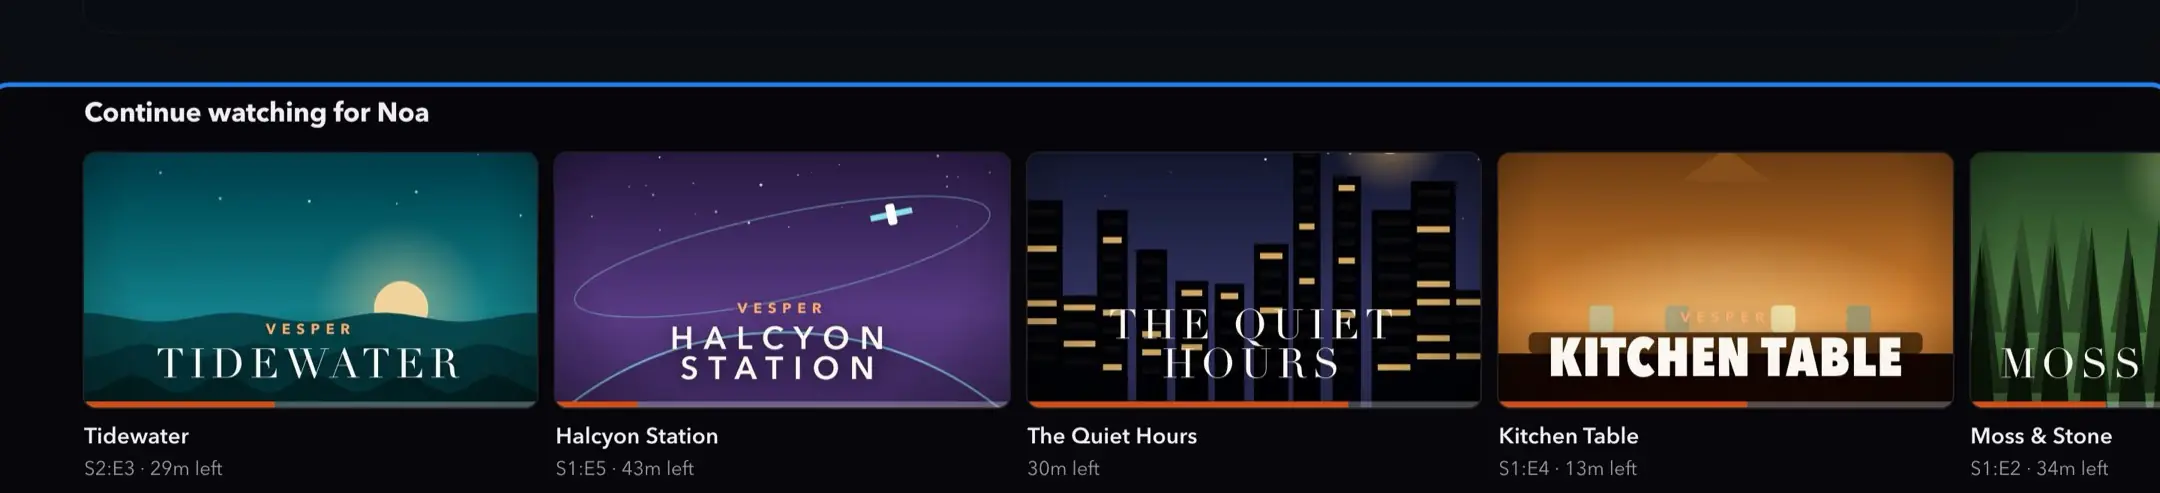 Continue watching for Noa
VESPER
TIDEWATER
Tidewater
S2:E3 · 29m left
VESPER
HALCYON
STATION
Halcyon Station
S1:E5 · 43m left
THE QUIET
HOURS
The Quiet Hours
30m left
VESPER
KITCHEN TABLE
Kitchen Table
S1:E4 · 13m left
MOSS
Moss & Stone
S1:E2 · 34m left